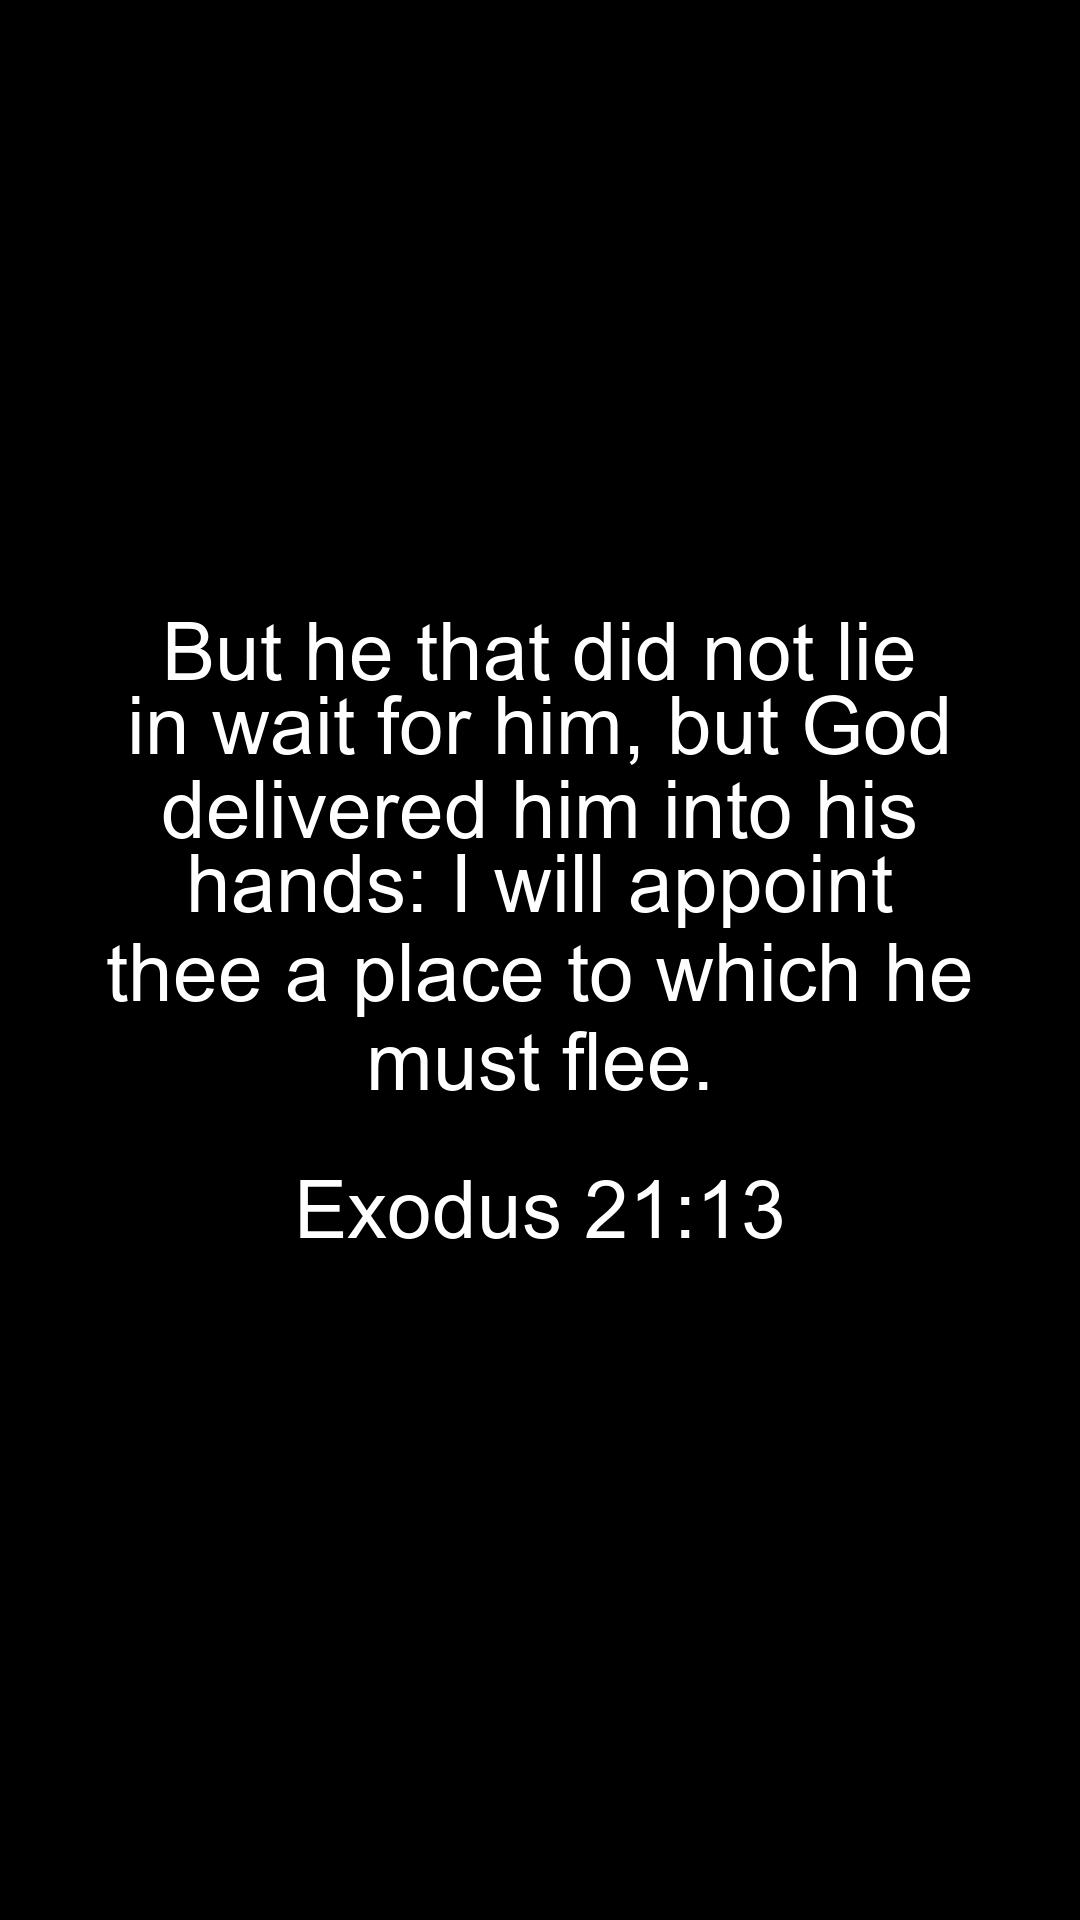 But he that did not lie
in wait for him, but God
delivered him into his
hands: I will appoint
thee a place to which he
must flee.
Exodus 21:13